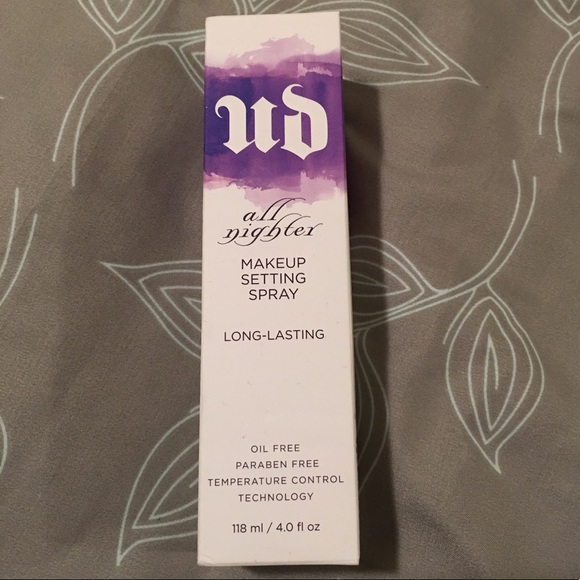 ud
all
nighter
MAKEUP
SETTING
SPRAY
LONG-LASTING
OIL FREE
PARABEN FREE
TEMPERATURE CONTROL
TECHNOLOGY
118 ml / 4.0 fl oz